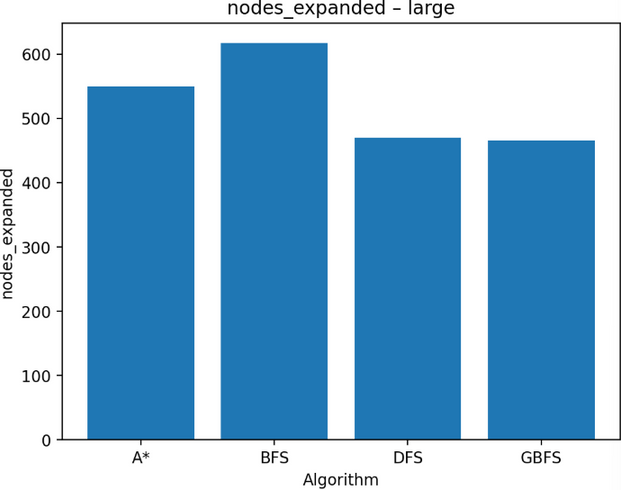 nodes_expanded – large
nodes_expanded
600
500
400
300
200
100
0
A* BFS DFS GBFS
Algorithm